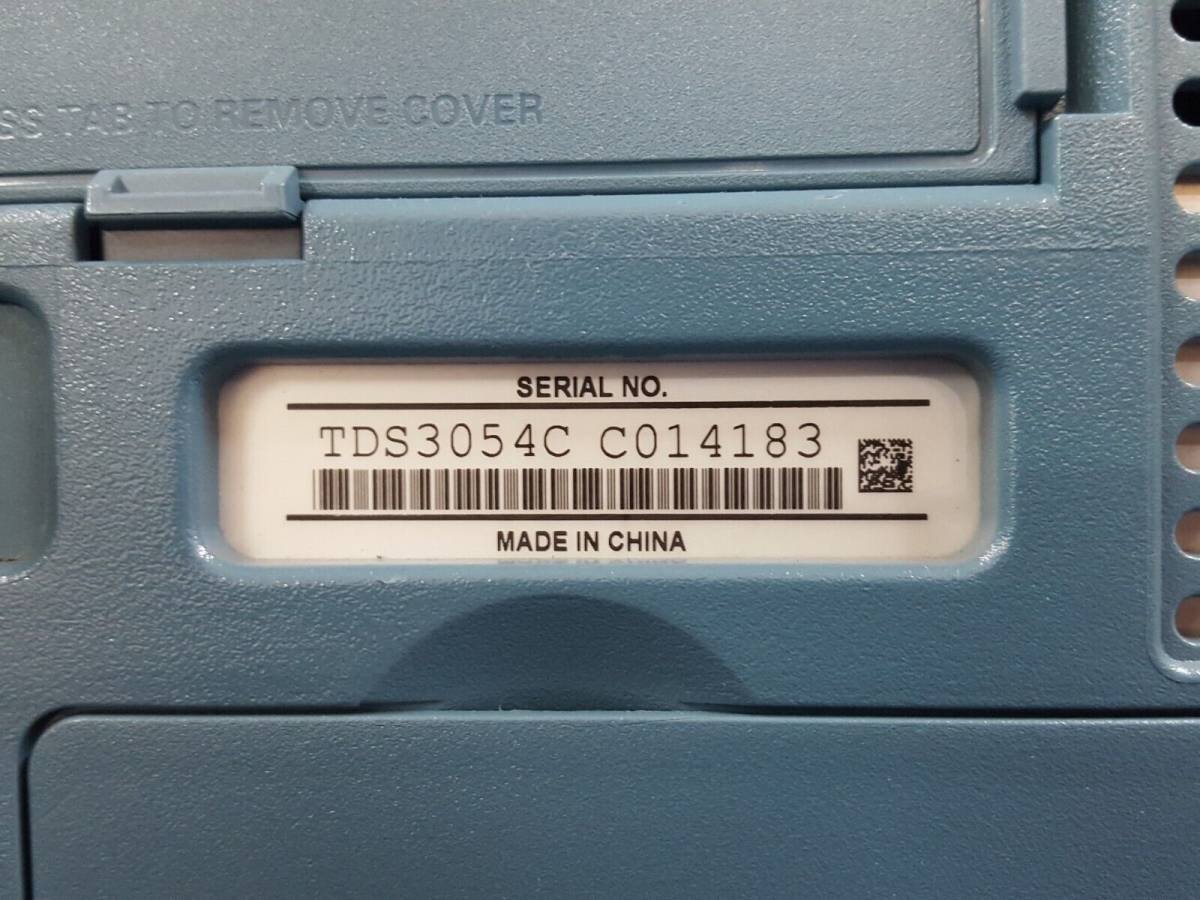 SS TAB TO REMOVE COVER
SERIAL NO.
TDS3054C C014183
MADE IN CHINA